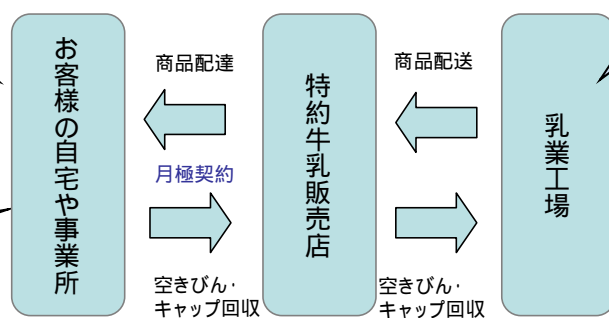 お客様の自宅や事業所
商品配達
月極契約
空きびん・
キャップ回収
特約牛乳販売店
商品配送
空きびん・
キャップ回収
乳業工場